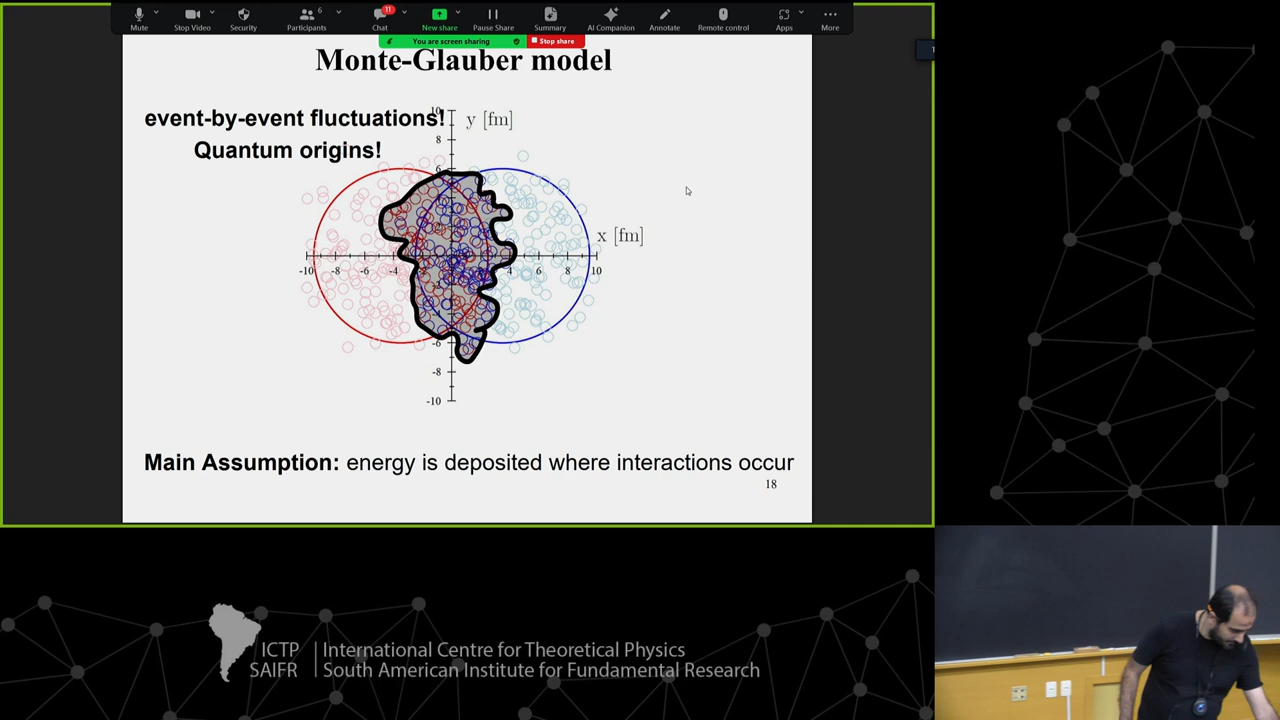 Mute
Stop Video
Security
Participants
6
Chat
11
New share
Pause Share
Summary
AI Companion
Annotate
Remote control
Apps
More
You are screen sharing
Stop share
Monte-Glauber model
event-by-event fluctuations!
Quantum origins!
y [fm]
x [fm]
10
8
6
-10 -8 -6 -4 4 6 8 10
-6
-8
-10
Main Assumption: energy is deposited where interactions occur
18
ICTP International Centre for Theoretical Physics
SAIFR South American Institute for Fundamental Research